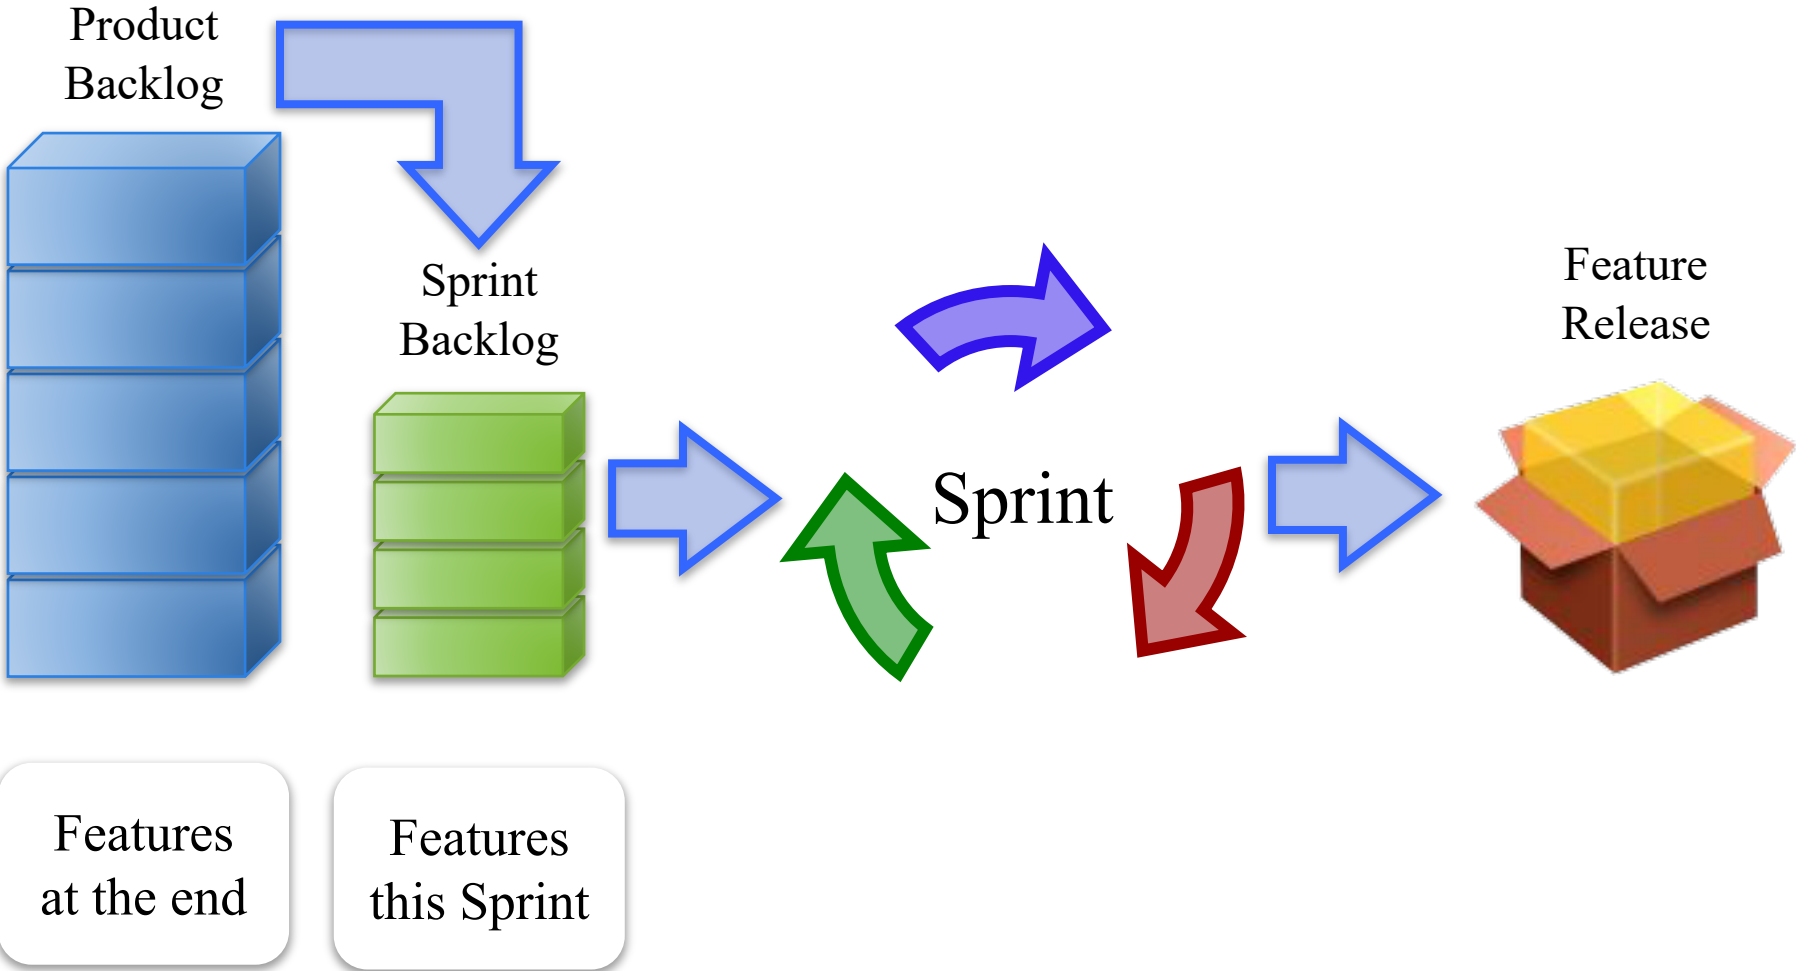 Product
Backlog
Sprint
Backlog
Sprint
Feature
Release
Features
at the end
Features
this Sprint